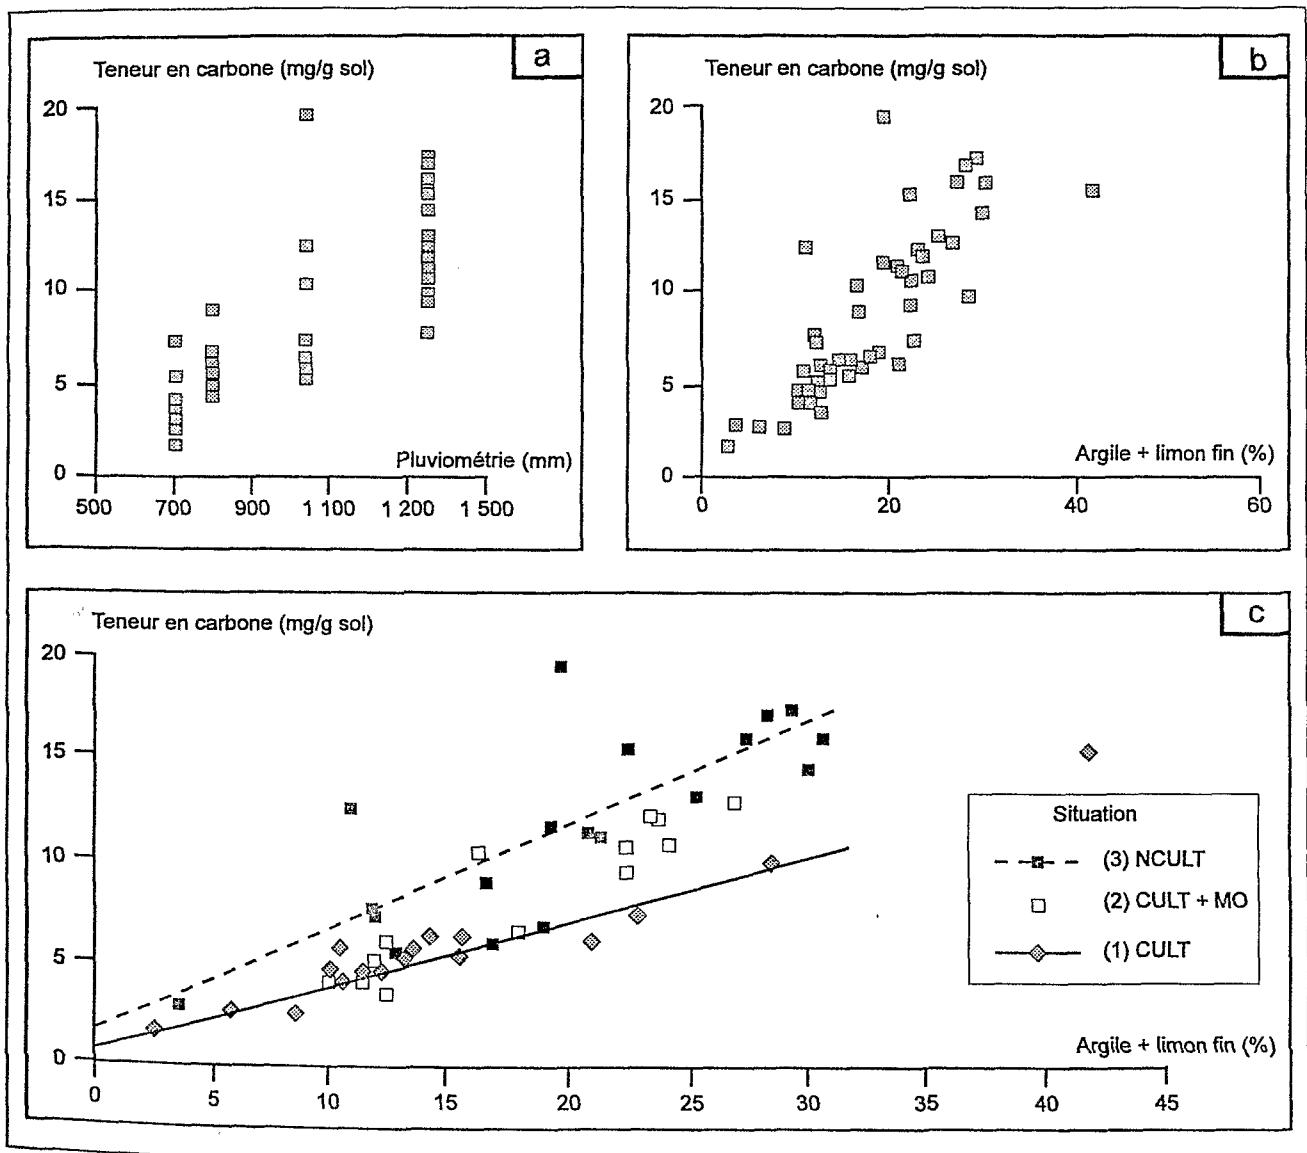 a
Teneur en carbone (mg/g sol)
20
15
10
5
0
Pluviométrie (mm)
500 700 900 1 100 1 200 1 500
b
Teneur en carbone (mg/g sol)
20
15
10
5
0
Argile + limon fin (%)
0 20 40 60
c
Teneur en carbone (mg/g sol)
20
15
10
5
0
Situation
(3) NCULT
(2) CULT + MO
(1) CULT
Argile + limon fin (%)
0 5 10 15 20 25 30 35 40 45